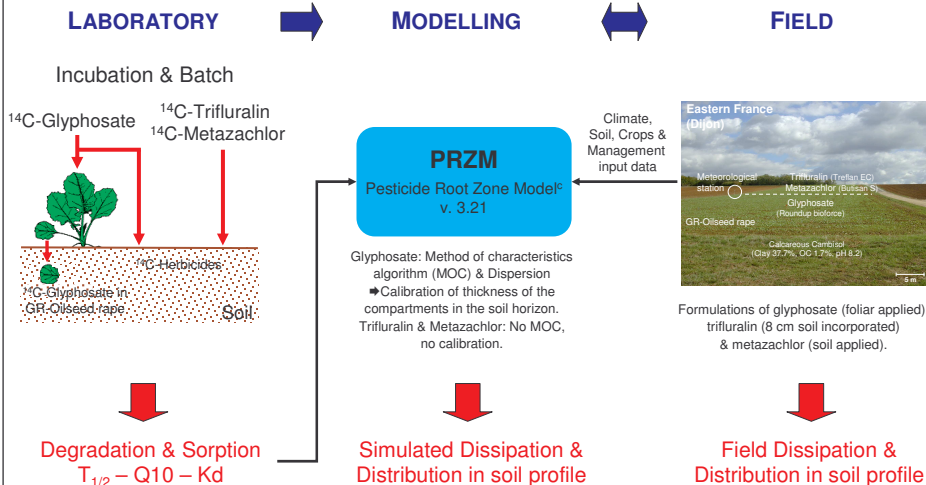 LABORATORY
MODELLING
FIELD
Incubation & Batch
¹⁴C-Glyphosate
¹⁴C-Trifluralin
¹⁴C-Metazachlor
¹⁴C-Herbicides
¹⁴C-Glyphosate in
GR-Oilseed rape
Soil
Degradation & Sorption
T1/2 – Q10 – Kd
PRZM
Pesticide Root Zone Modelᶜ
v. 3.21
Glyphosate: Method of characteristics
algorithm (MOC) & Dispersion
➡Calibration of thickness of the
compartments in the soil horizon.
Trifluralin & Metazachlor: No MOC,
no calibration.
Simulated Dissipation &
Distribution in soil profile
Climate,
Soil, Crops &
Management
input data
Eastern France
(Dijon)
Meteorological
station
Trifluralin (Treflan EC)
Metazachlor (Butisan S)
Glyphosate
(Roundup bioforce)
GR-Oilseed rape
Calcareous Cambisol
(Clay 37.7%, OC 1.7%, pH 8.2)
5 m
Formulations of glyphosate (foliar applied)
trifluralin (8 cm soil incorporated)
& metazachlor (soil applied).
Field Dissipation &
Distribution in soil profile